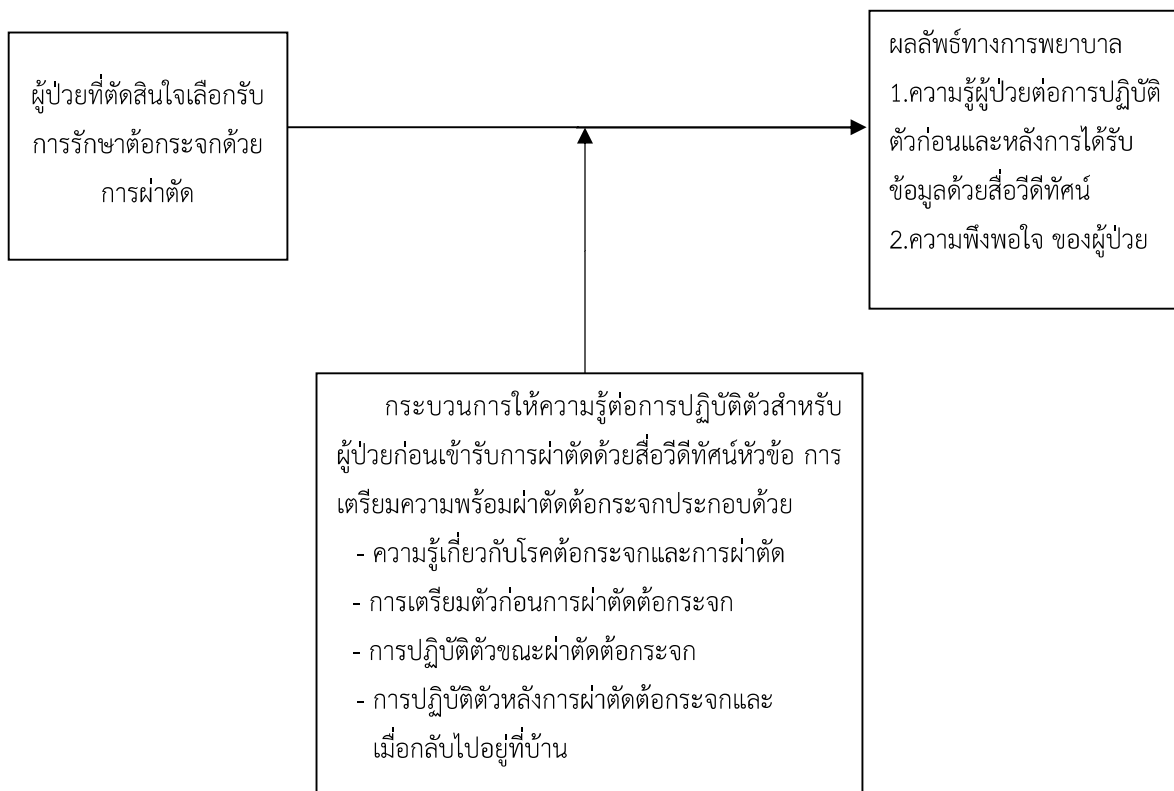 ผู้ป่วยที่ตัดสินใจเลือกรับ
การรักษาต้อกระจกด้วย
การผ่าตัด
ผลลัพธ์ทางการพยาบาล
1.ความรู้ผู้ป่วยต่อการปฏิบัติ
ตัวก่อนและหลังการได้รับ
ข้อมูลด้วยสื่อวีดีทัศน์
2.ความพึงพอใจ ของผู้ป่วย
กระบวนการให้ความรู้ต่อการปฏิบัติตัวสำหรับ
ผู้ป่วยก่อนเข้ารับการผ่าตัดด้วยสื่อวีดีทัศน์หัวข้อ การ
เตรียมความพร้อมผ่าตัดต้อกระจกประกอบด้วย
- ความรู้เกี่ยวกับโรคต้อกระจกและการผ่าตัด
- การเตรียมตัวก่อนการผ่าตัดต้อกระจก
- การปฏิบัติตัวขณะผ่าตัดต้อกระจก
- การปฏิบัติตัวหลังการผ่าตัดต้อกระจกและ
เมื่อกลับไปอยู่ที่บ้าน